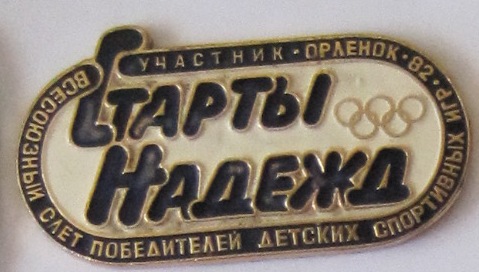 УЧАСТНИК · ОРЛЕНОК · 82
СТАРТЫ
НАДЕЖД
ВСЕСОЮЗНЫЙ СЛЕТ ПОБЕДИТЕЛЕЙ ДЕТСКИХ СПОРТИВНЫХ ИГР